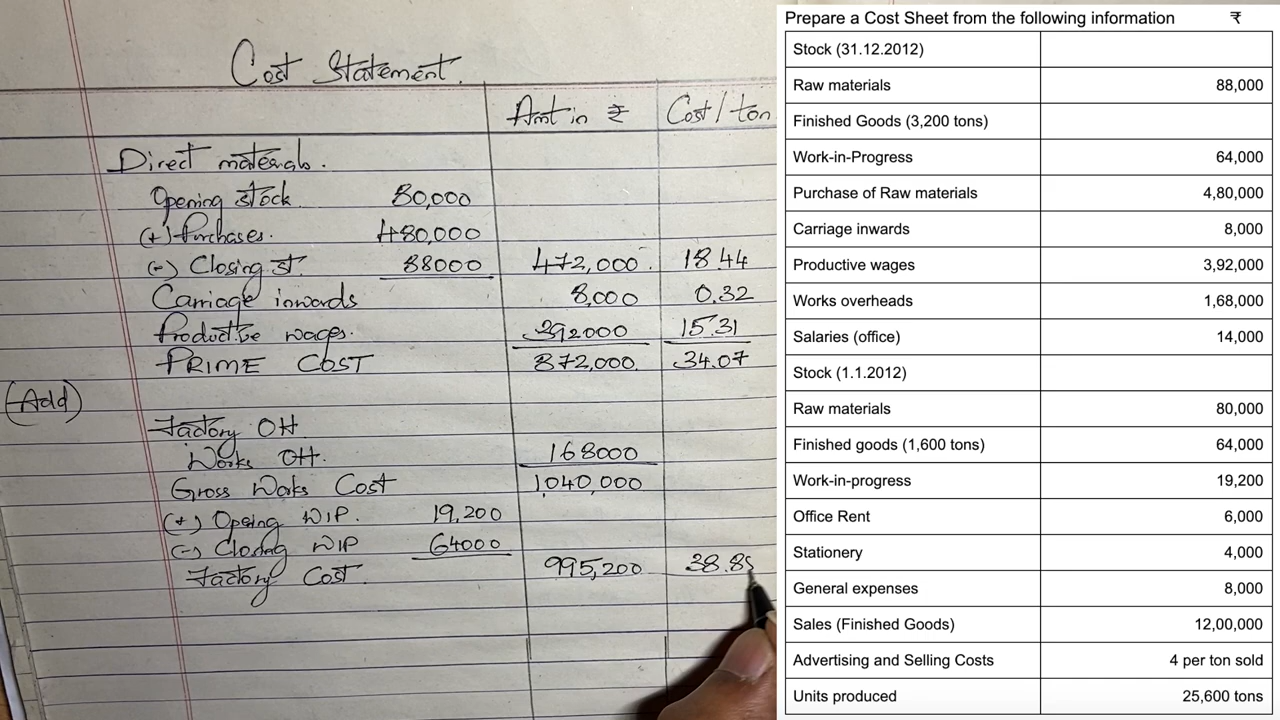 Cost Statement.
Amt in ₹ Cost / ton
Direct materials.
Opening stock 80,000
(+) Purchases. 480,000
(-) Closing st. 88000 472,000. 18.44
Carriage inwards 8,000 0.32
Productive wages. 392000 15.31
PRIME COST 872,000. 34.07
(Add)
Factory OH
Works OH. 168000
Gross Works Cost 1,040,000
(+) Opening WIP. 19,200
(-) Closing WIP 64000
Factory Cost. 995,200 38.8
Prepare a Cost Sheet from the following information ₹
Stock (31.12.2012)
Raw materials 88,000
Finished Goods (3,200 tons)
Work-in-Progress 64,000
Purchase of Raw materials 4,80,000
Carriage inwards 8,000
Productive wages 3,92,000
Works overheads 1,68,000
Salaries (office) 14,000
Stock (1.1.2012)
Raw materials 80,000
Finished goods (1,600 tons) 64,000
Work-in-progress 19,200
Office Rent 6,000
Stationery 4,000
General expenses 8,000
Sales (Finished Goods) 12,00,000
Advertising and Selling Costs 4 per ton sold
Units produced 25,600 tons